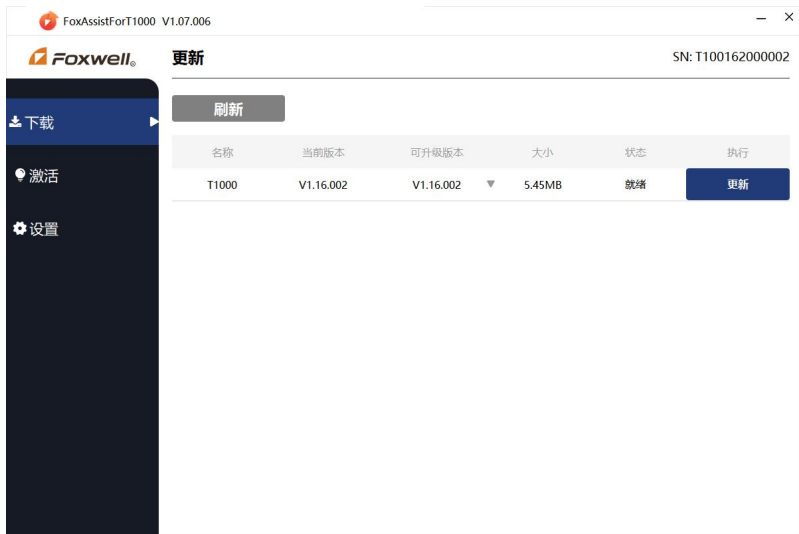 FoxAssistForT1000 V1.07.006
Foxwell®
更新
SN: T100162000002
下载
激活
设置
刷新
名称 当前版本 可升级版本 大小 状态 执行
T1000 V1.16.002 V1.16.002 5.45MB 就绪 更新